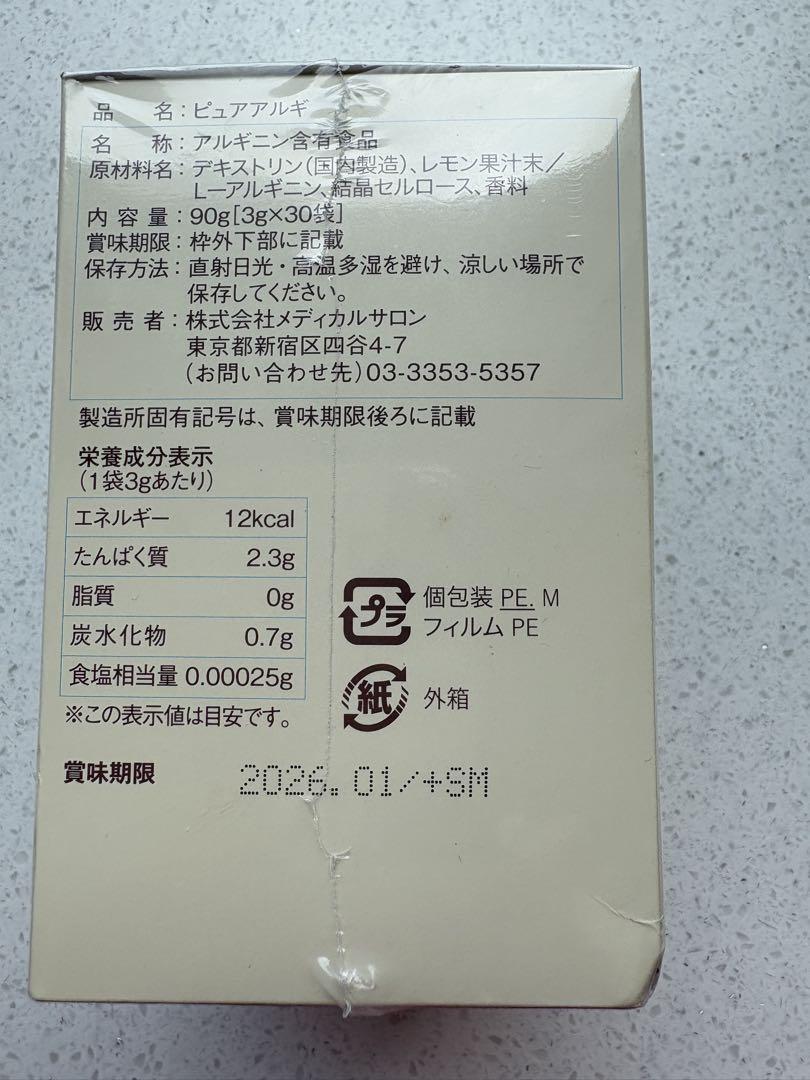 品　名：ピュアアルギ
名　称：アルギニン含有食品
原材料名：デキストリン(国内製造)、レモン果汁末／
L－アルギニン、結晶セルロース、香料
内容量：90g[3g×30袋]
賞味期限：枠外下部に記載
保存方法：直射日光・高温多湿を避け、涼しい場所で
保存してください。
販売者：株式会社メディカルサロン
東京都新宿区四谷4-7
(お問い合わせ先)03-3353-5357
製造所固有記号は、賞味期限後ろに記載
栄養成分表示
(1袋3gあたり)
エネルギー 12kcal
たんぱく質 2.3g
脂質 0g
炭水化物 0.7g
食塩相当量 0.00025g
※この表示値は目安です。
プラ 個包装 PE. M
フィルム PE
紙 外箱
賞味期限 2026.01/+SM